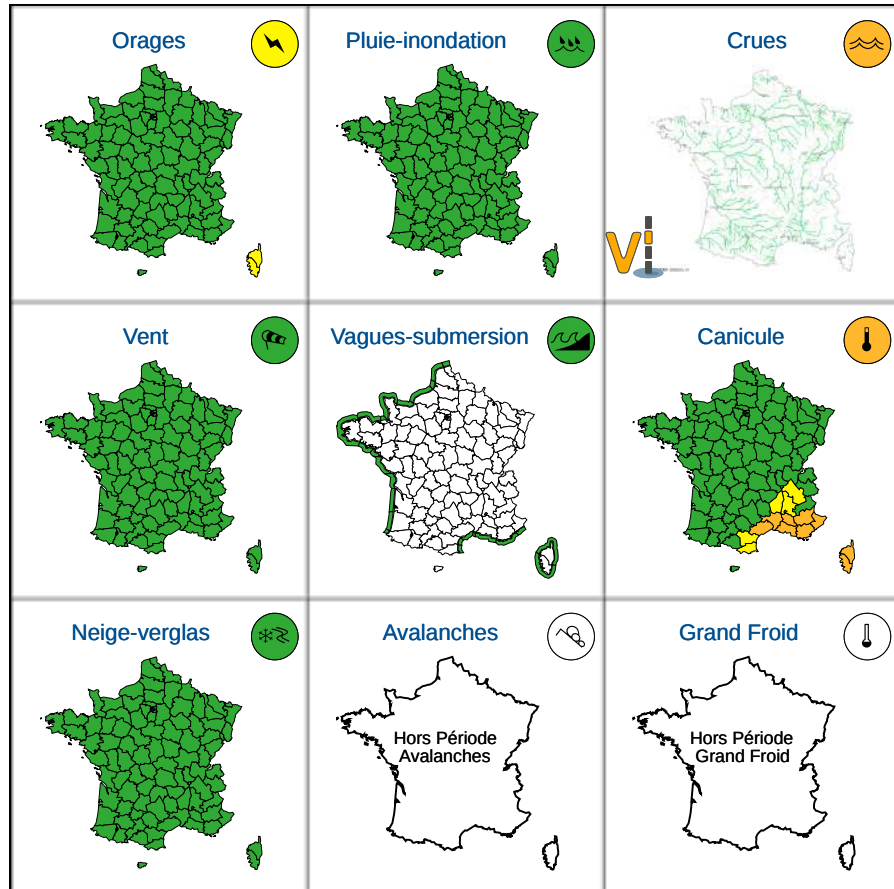 Orages
Pluie-inondation
Crues
Vent
Vagues-submersion
Canicule
Neige-verglas
Avalanches
Grand Froid
Hors Période
Avalanches
Hors Période
Grand Froid